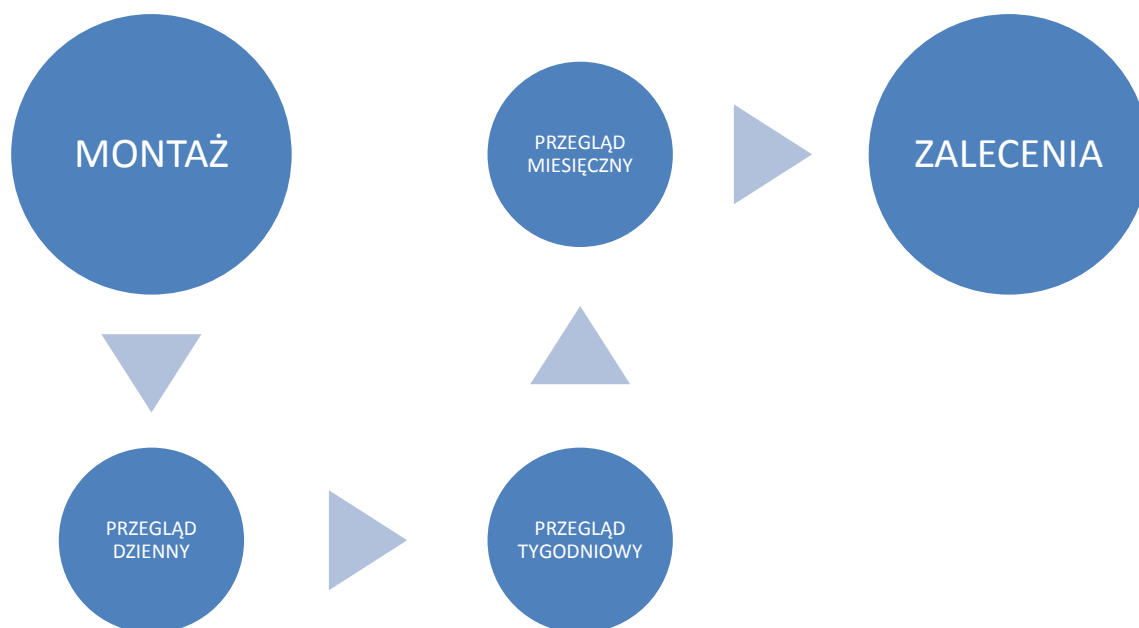 MONTAŻ
PRZEGLĄD
DZIENNY
PRZEGLĄD
TYGODNIOWY
PRZEGLĄD
MIESIĘCZNY
ZALECENIA